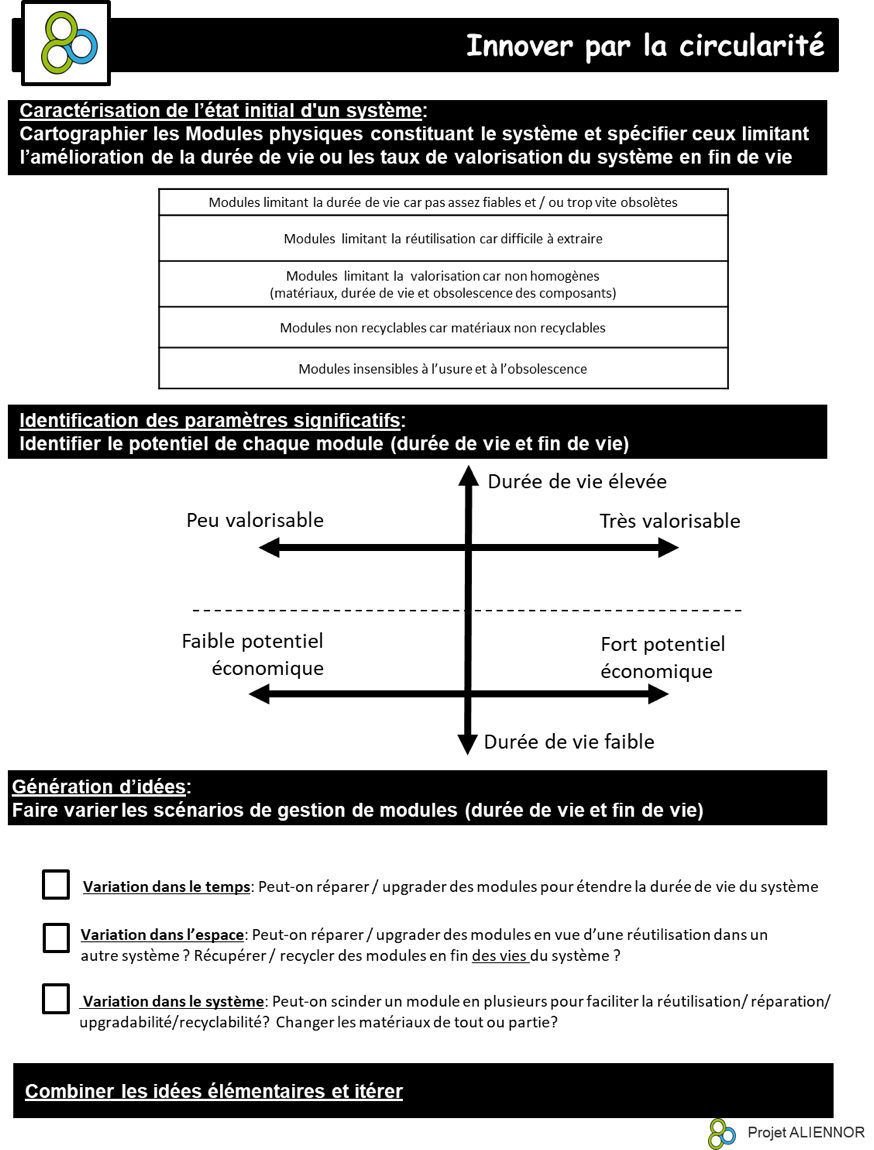 Innover par la circularité
Caractérisation de l’état initial d'un système:
Cartographier les Modules physiques constituant le système et spécifier ceux limitant
l’amélioration de la durée de vie ou les taux de valorisation du système en fin de vie
Modules limitant la durée de vie car pas assez fiables et / ou trop vite obsolètes
Modules limitant la réutilisation car difficile à extraire
Modules limitant la valorisation car non homogènes
(matériaux, durée de vie et obsolescence des composants)
Modules non recyclables car matériaux non recyclables
Modules insensibles à l’usure et à l’obsolescence
Identification des paramètres significatifs:
Identifier le potentiel de chaque module (durée de vie et fin de vie)
Durée de vie élevée
Peu valorisable
Très valorisable
Faible potentiel
économique
Fort potentiel
économique
Durée de vie faible
Génération d’idées:
Faire varier les scénarios de gestion de modules (durée de vie et fin de vie)
Variation dans le temps: Peut-on réparer / upgrader des modules pour étendre la durée de vie du système
Variation dans l’espace: Peut-on réparer / upgrader des modules en vue d’une réutilisation dans un
autre système ? Récupérer / recycler des modules en fin des vies du système ?
Variation dans le système: Peut-on scinder un module en plusieurs pour faciliter la réutilisation/ réparation/
upgradabilité/recyclabilité? Changer les matériaux de tout ou partie?
Combiner les idées élémentaires et itérer
Projet ALIENNOR